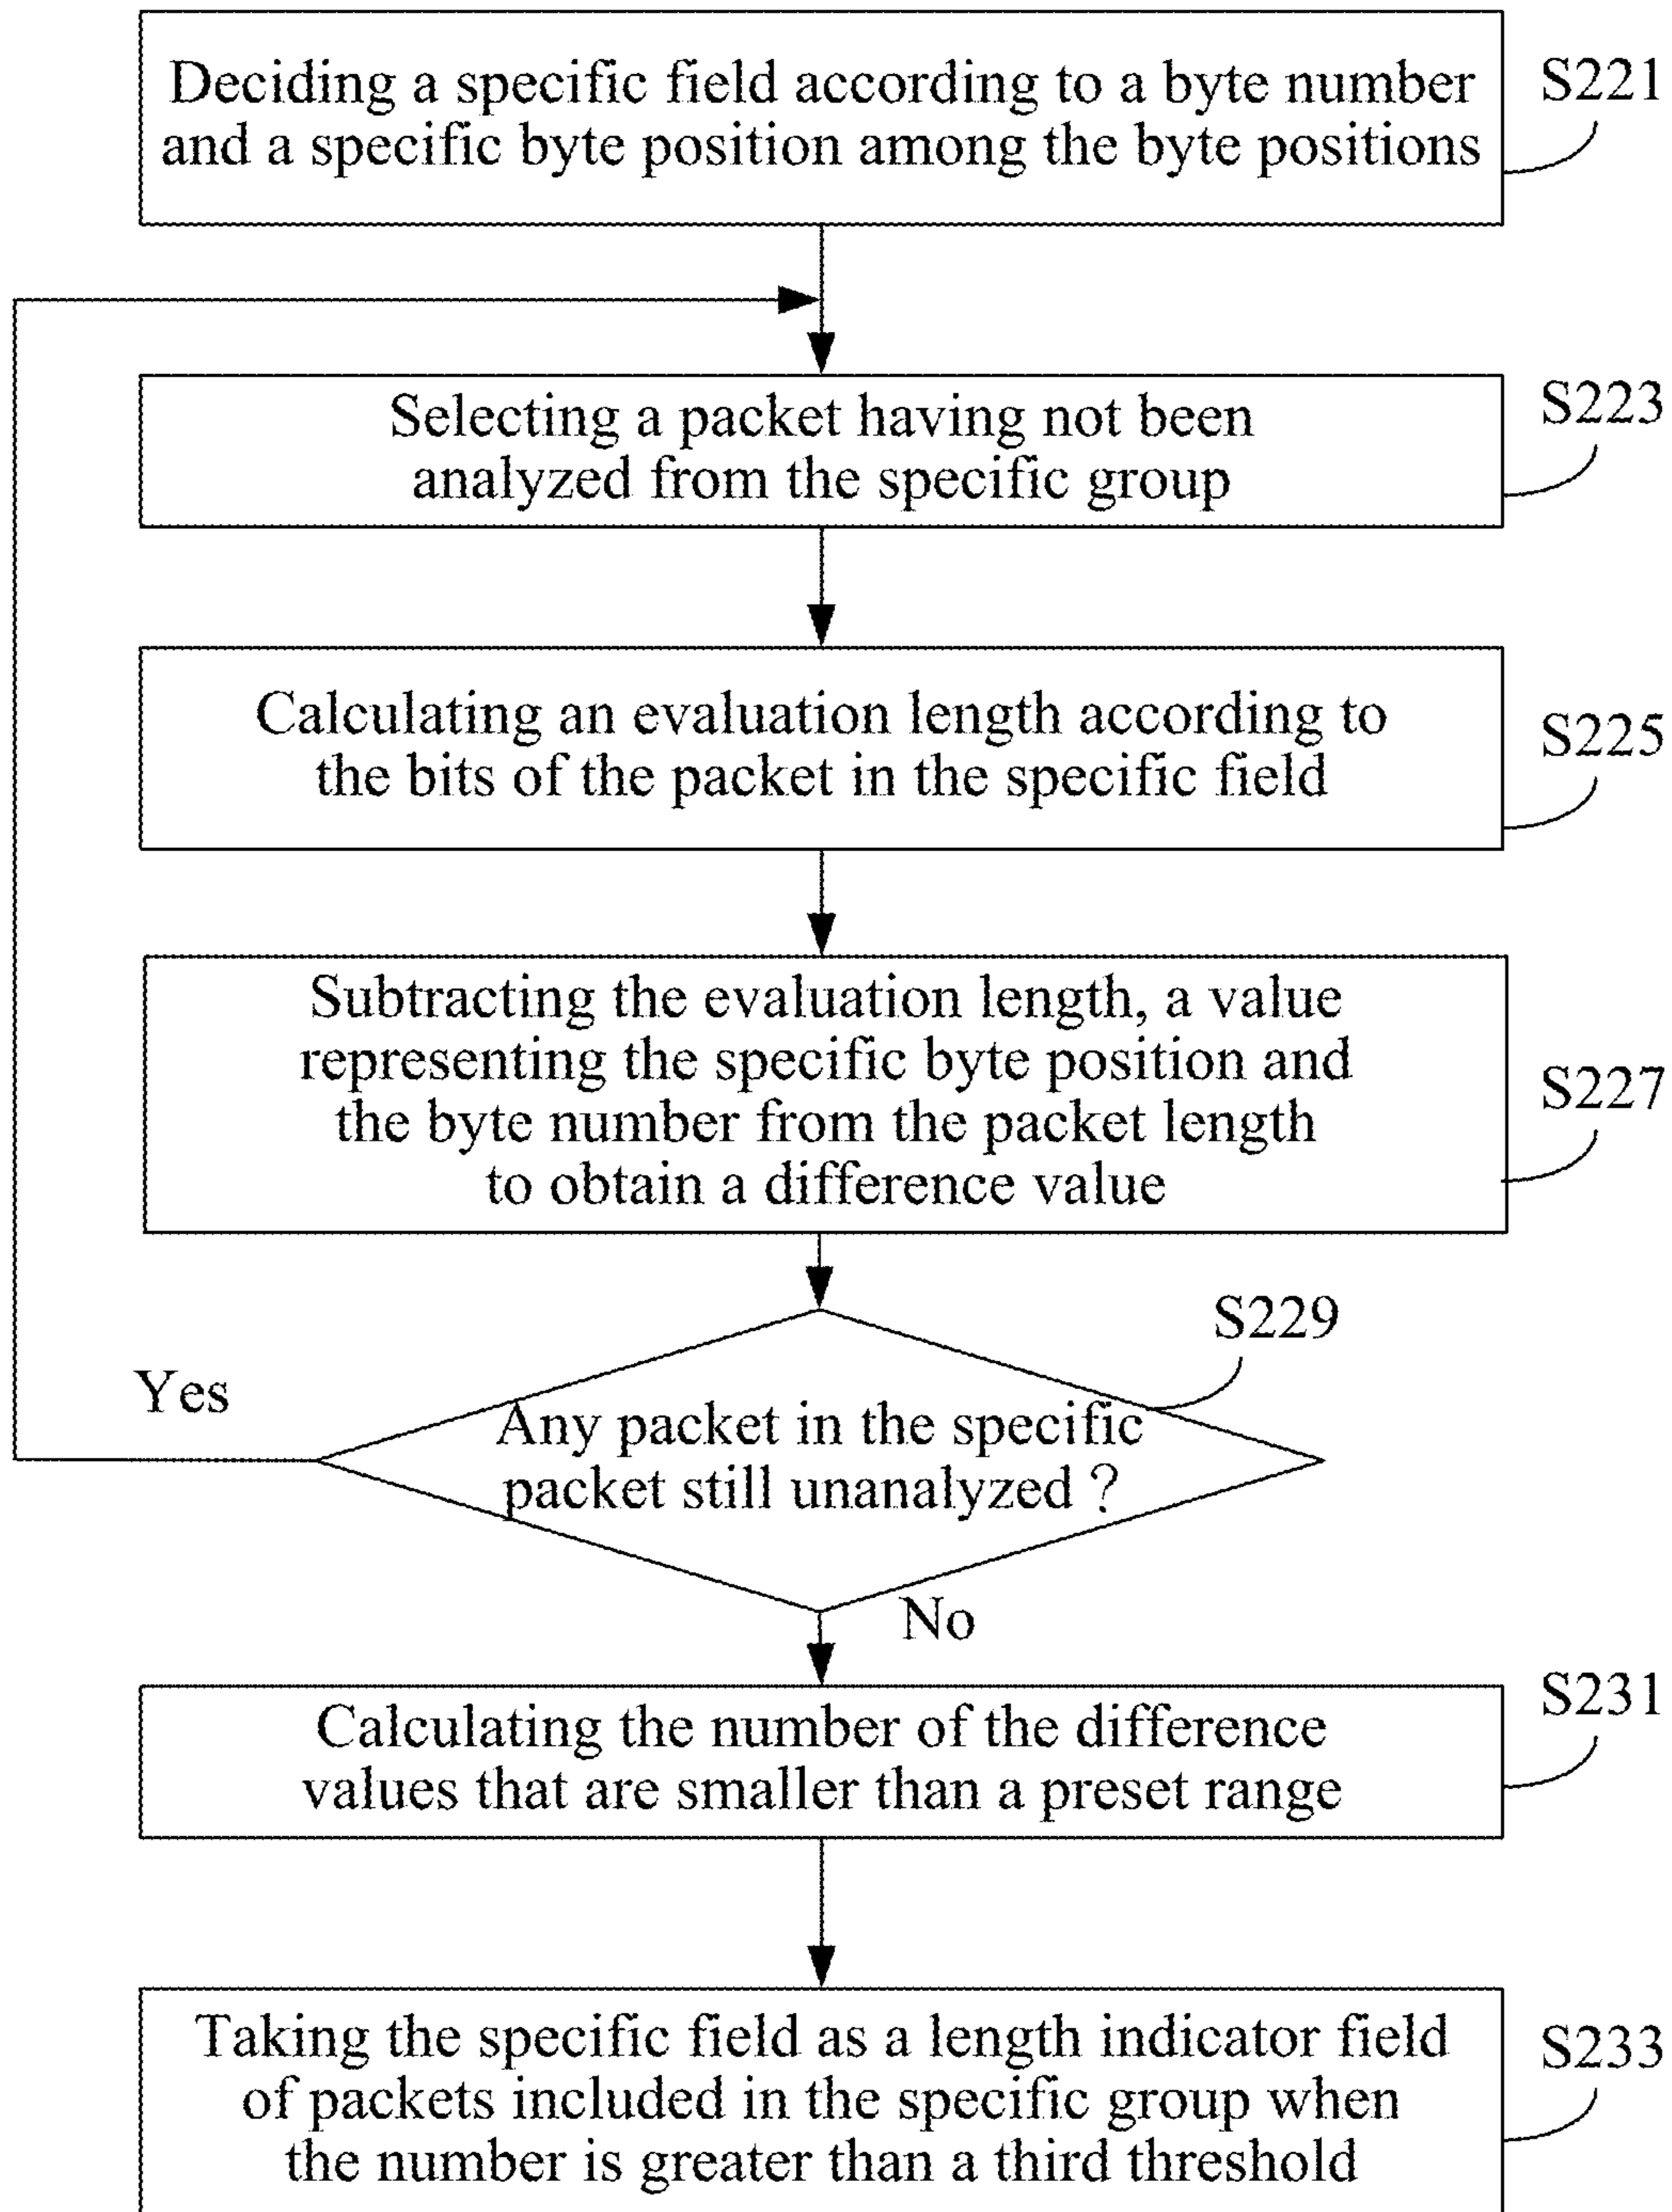 Deciding a specific field according to a byte number
and a specific byte position among the byte positions
S221
Selecting a packet having not been
analyzed from the specific group
S223
Calculating an evaluation length according to
the bits of the packet in the specific field
S225
Subtracting the evaluation length, a value
representing the specific byte position and
the byte number from the packet length
to obtain a difference value
S227
S229
Yes
Any packet in the specific
packet still unanalyzed ?
No
Calculating the number of the difference
values that are smaller than a preset range
S231
Taking the specific field as a length indicator field
of packets included in the specific group when
the number is greater than a third threshold
S233